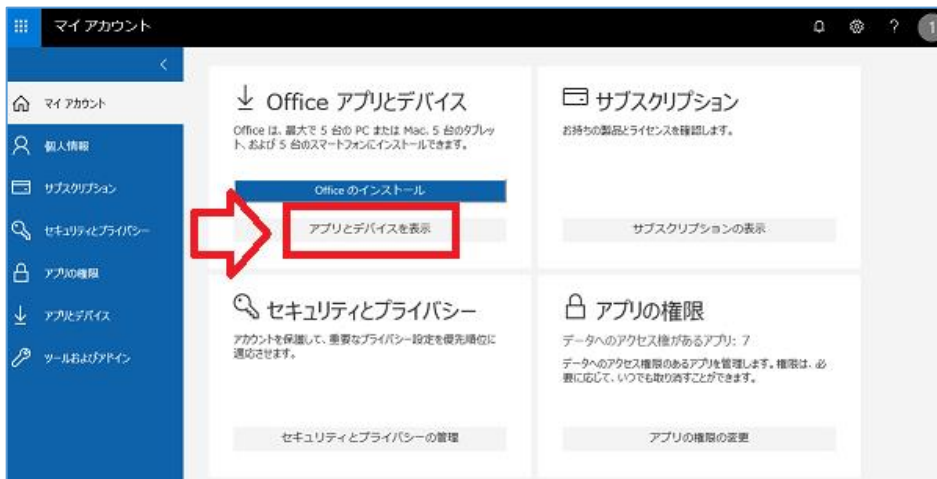 マイ アカウント
?
1
マイ アカウント
個人情報
サブスクリプション
セキュリティとプライバシー
アプリの権限
アプリとデバイス
ツールおよびアドイン
Office アプリとデバイス
Office は、最大で 5 台の PC または Mac、5 台のタブレッ
ト、および 5 台のスマートフォンにインストールできます。
Office のインストール
アプリとデバイスを表示
サブスクリプション
お持ちの製品とライセンスを確認します。
サブスクリプションの表示
セキュリティとプライバシー
アカウントを保護して、重要なプライバシー設定を優先順位に
適応させます。
セキュリティとプライバシーの管理
アプリの権限
データへのアクセス権があるアプリ: 7
データへのアクセス権限のあるアプリを管理します。権限は、必
要に応じて、いつでも取り消すことができます。
アプリの権限の変更